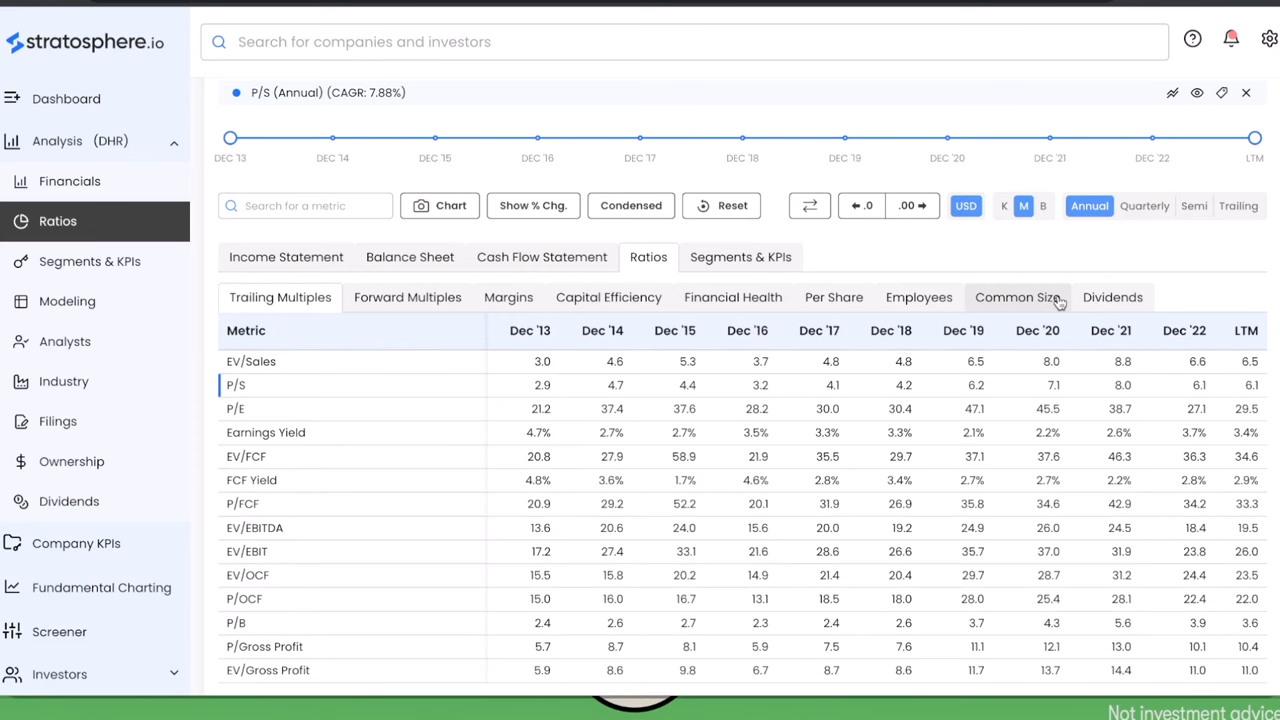 stratosphere.io
Search for companies and investors
Dashboard
Analysis (DHR)
Financials
Ratios
Segments & KPIs
Modeling
Analysts
Industry
Filings
Ownership
Dividends
Company KPIs
Fundamental Charting
Screener
Investors
P/S (Annual) (CAGR: 7.88%)
DEC '13 DEC '14 DEC '15 DEC '16 DEC '17 DEC '18 DEC '19 DEC '20 DEC '21 DEC '22 LTM
Search for a metric Chart Show % Chg. Condensed Reset .0 .00 USD K M B Annual Quarterly Semi Trailing
Income Statement Balance Sheet Cash Flow Statement Ratios Segments & KPIs
Trailing Multiples Forward Multiples Margins Capital Efficiency Financial Health Per Share Employees Common Size Dividends
Metric Dec '13 Dec '14 Dec '15 Dec '16 Dec '17 Dec '18 Dec '19 Dec '20 Dec '21 Dec '22 LTM
EV/Sales 3.0 4.6 5.3 3.7 4.8 4.8 6.5 8.0 8.8 6.6 6.5
P/S 2.9 4.7 4.4 3.2 4.1 4.2 6.2 7.1 8.0 6.1 6.1
P/E 21.2 37.4 37.6 28.2 30.0 30.4 47.1 45.5 38.7 27.1 29.5
Earnings Yield 4.7% 2.7% 2.7% 3.5% 3.3% 3.3% 2.1% 2.2% 2.6% 3.7% 3.4%
EV/FCF 20.8 27.9 58.9 21.9 35.5 29.7 37.1 37.6 46.3 36.3 34.6
FCF Yield 4.8% 3.6% 1.7% 4.6% 2.8% 3.4% 2.7% 2.7% 2.2% 2.8% 2.9%
P/FCF 20.9 29.2 52.2 20.1 31.9 26.9 35.8 34.6 42.9 34.2 33.3
EV/EBITDA 13.6 20.6 24.0 15.6 20.0 19.2 24.9 26.0 24.5 18.4 19.5
EV/EBIT 17.2 27.4 33.1 21.6 28.6 26.6 35.7 37.0 31.9 23.8 26.0
EV/OCF 15.5 15.8 20.2 14.9 21.4 20.4 29.7 28.7 31.2 24.4 23.5
P/OCF 15.0 16.0 16.7 13.1 18.5 18.0 28.0 25.4 28.1 22.4 22.0
P/B 2.4 2.6 2.7 2.3 2.4 2.6 3.7 4.3 5.6 3.9 3.6
P/Gross Profit 5.7 8.7 8.1 5.9 7.5 7.6 11.1 12.1 13.0 10.1 10.4
EV/Gross Profit 5.9 8.6 9.8 6.7 8.7 8.6 11.7 13.7 14.4 11.0 11.0
Not investment advice